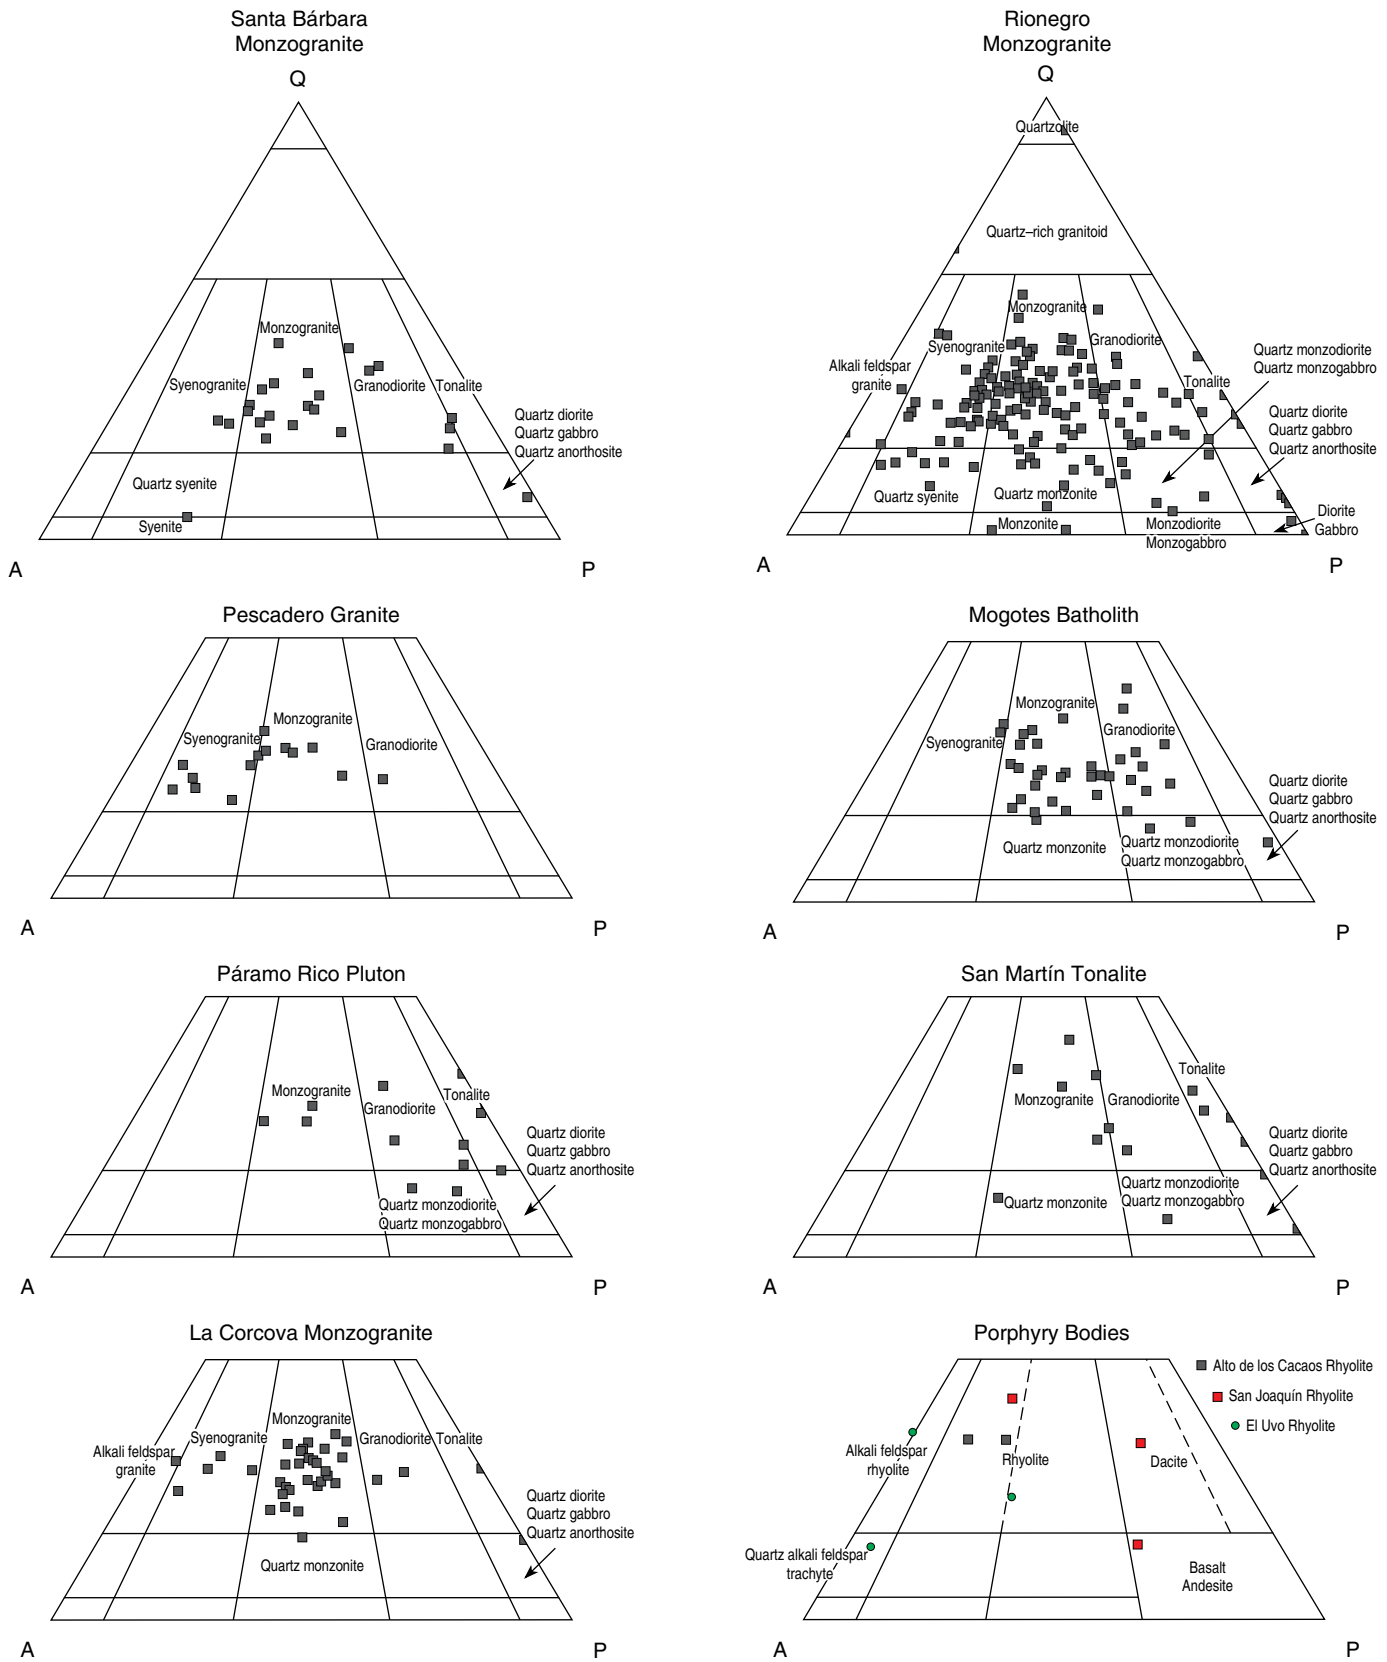 Santa Bárbara
Monzogranite
Q
Monzogranite
Syenogranite
Granodiorite
Tonalite
Quartz diorite
Quartz gabbro
Quartz anorthosite
Quartz syenite
Syenite
A
P
Rionegro
Monzogranite
Q
Quartzolite
Quartz–rich granitoid
Monzogranite
Granodiorite
Syenogranite
Alkali feldspar
granite
Quartz monzodiorite
Quartz monzogabbro
Tonalite
Quartz diorite
Quartz gabbro
Quartz anorthosite
Quartz syenite
Quartz monzonite
Monzonite
Monzodiorite
Monzogabbro
Diorite
Gabbro
A
P
Pescadero Granite
Monzogranite
Syenogranite
Granodiorite
A
P
Mogotes Batholith
Monzogranite
Syenogranite
Granodiorite
Quartz diorite
Quartz gabbro
Quartz anorthosite
Quartz monzonite
Quartz monzodiorite
Quartz monzogabbro
A
P
Páramo Rico Pluton
Monzogranite
Granodiorite
Tonalite
Quartz diorite
Quartz gabbro
Quartz anorthosite
Quartz monzodiorite
Quartz monzogabbro
A
P
San Martín Tonalite
Tonalite
Monzogranite
Granodiorite
Quartz diorite
Quartz gabbro
Quartz anorthosite
Quartz monzodiorite
Quartz monzogabbro
Quartz monzonite
A
P
La Corcova Monzogranite
Monzogranite
Syenogranite
Granodiorite
Tonalite
Alkali feldspar
granite
Quartz diorite
Quartz gabbro
Quartz anorthosite
Quartz monzonite
A
P
Porphyry Bodies
Alto de los Cacaos Rhyolite
San Joaquín Rhyolite
El Uvo Rhyolite
Alkali feldspar
rhyolite
Rhyolite
Dacite
Quartz alkali feldspar
trachyte
Basalt
Andesite
A
P